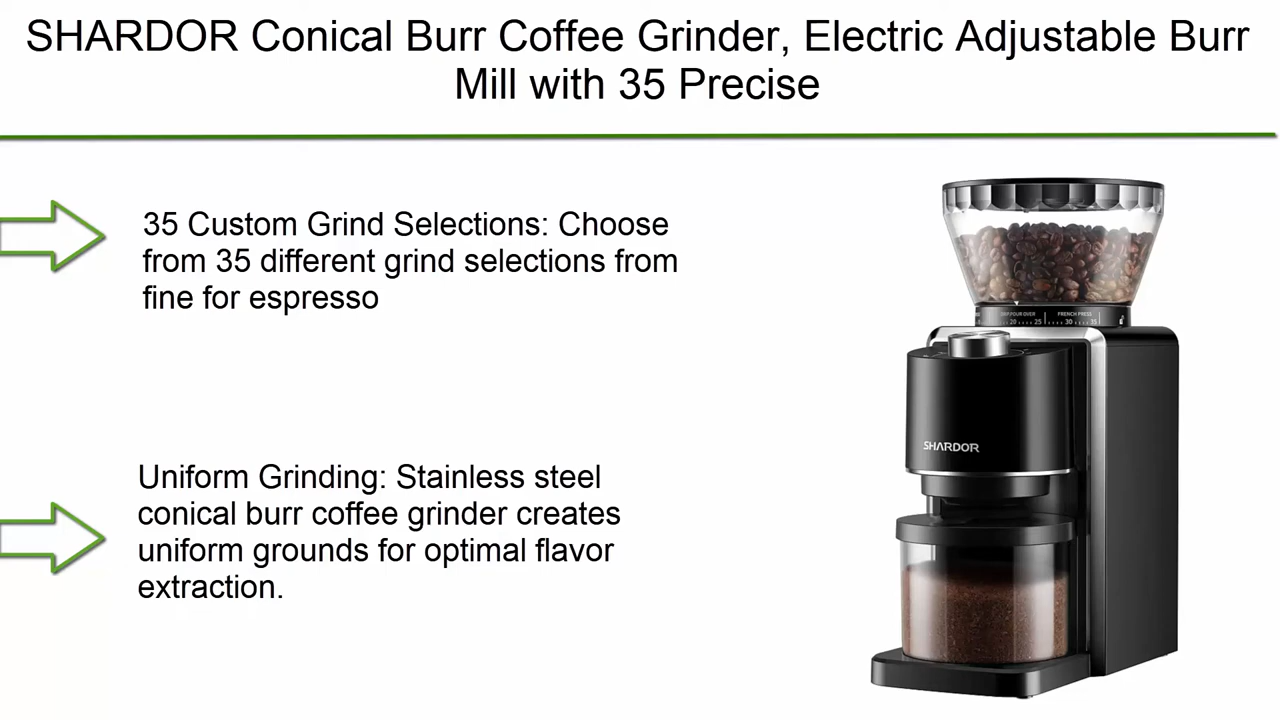 SHARDOR Conical Burr Coffee Grinder, Electric Adjustable Burr
Mill with 35 Precise
35 Custom Grind Selections: Choose
from 35 different grind selections from
fine for espresso
Uniform Grinding: Stainless steel
conical burr coffee grinder creates
uniform grounds for optimal flavor
extraction.
POUR OVER FRENCH PRESS
20 25 30 35
SHARDOR